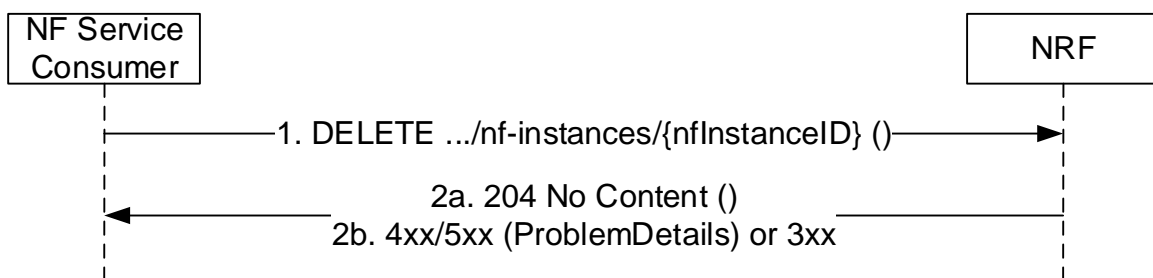 NF Service
Consumer
NRF
1. DELETE .../nf-instances/{nfInstanceID} ()
2a. 204 No Content ()
2b. 4xx/5xx (ProblemDetails) or 3xx